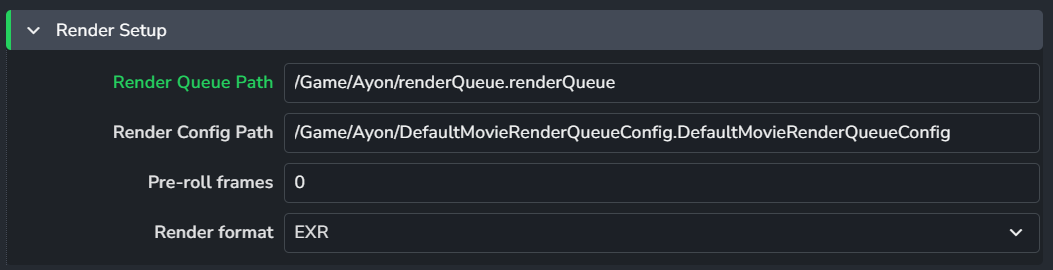 Render Setup
Render Queue Path
/Game/Ayon/renderQueue.renderQueue
Render Config Path
/Game/Ayon/DefaultMovieRenderQueueConfig.DefaultMovieRenderQueueConfig
Pre-roll frames
0
Render format
EXR